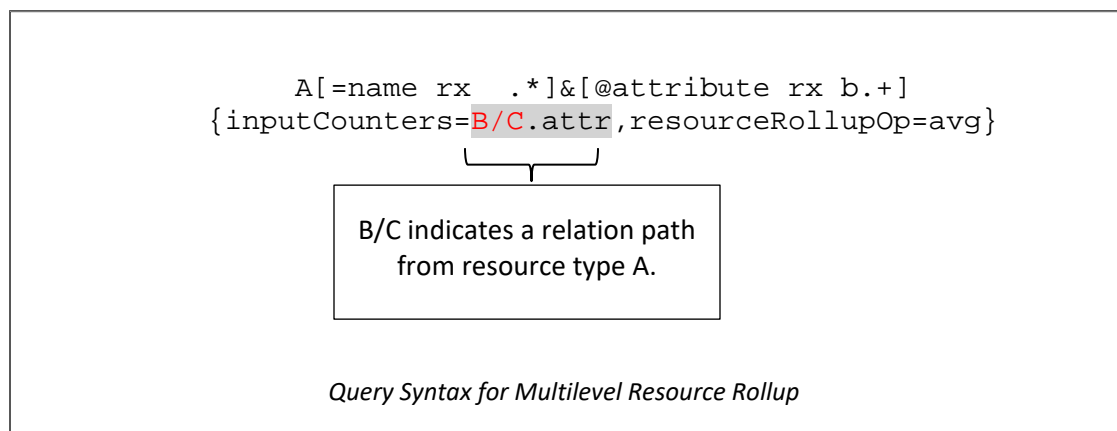 A[=name rx  .*]&[@attribute rx b.+]
{inputCounters=B/C.attr,resourceRollupOp=avg}
B/C indicates a relation path
from resource type A.
Query Syntax for Multilevel Resource Rollup